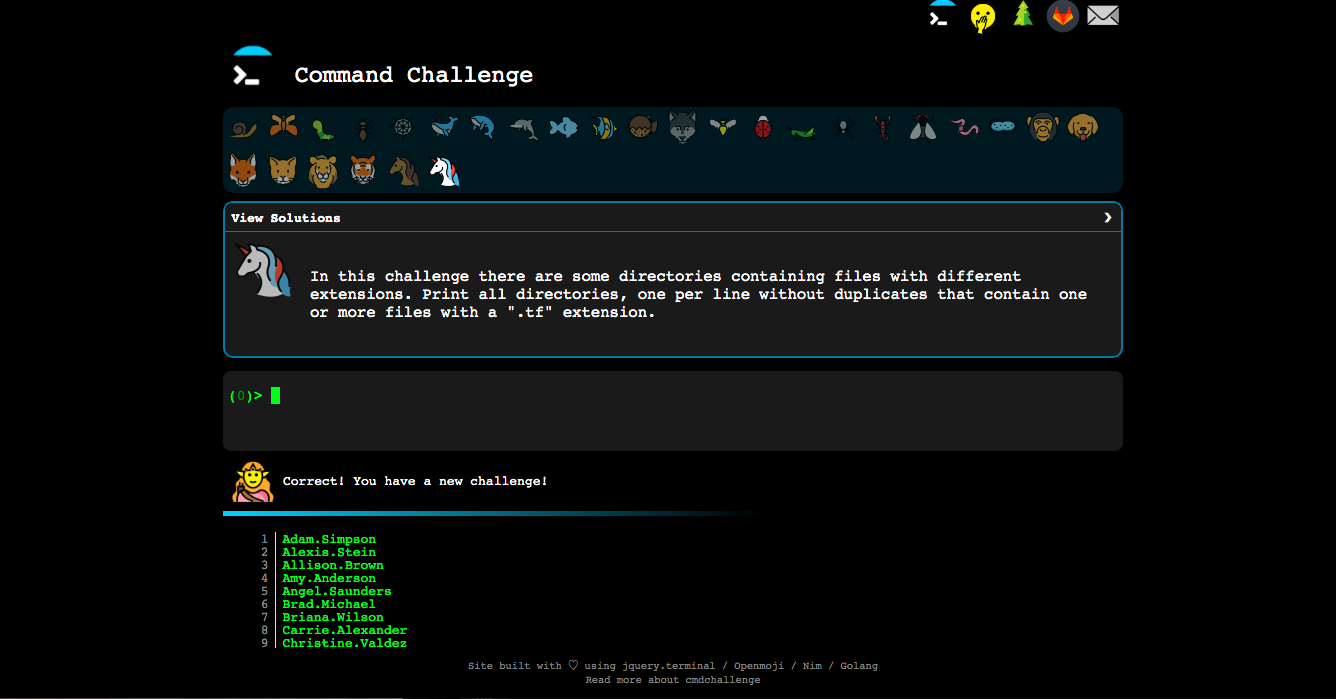 Command Challenge
View Solutions ❯
In this challenge there are some directories containing files with different
extensions. Print all directories, one per line without duplicates that contain one
or more files with a ".tf" extension.
(0)>
Correct! You have a new challenge!
1 Adam.Simpson
2 Alexis.Stein
3 Allison.Brown
4 Amy.Anderson
5 Angel.Saunders
6 Brad.Michael
7 Briana.Wilson
8 Carrie.Alexander
9 Christine.Valdez
Site built with ♡ using jquery.terminal / Openmoji / Nim / Golang
Read more about cmdchallenge